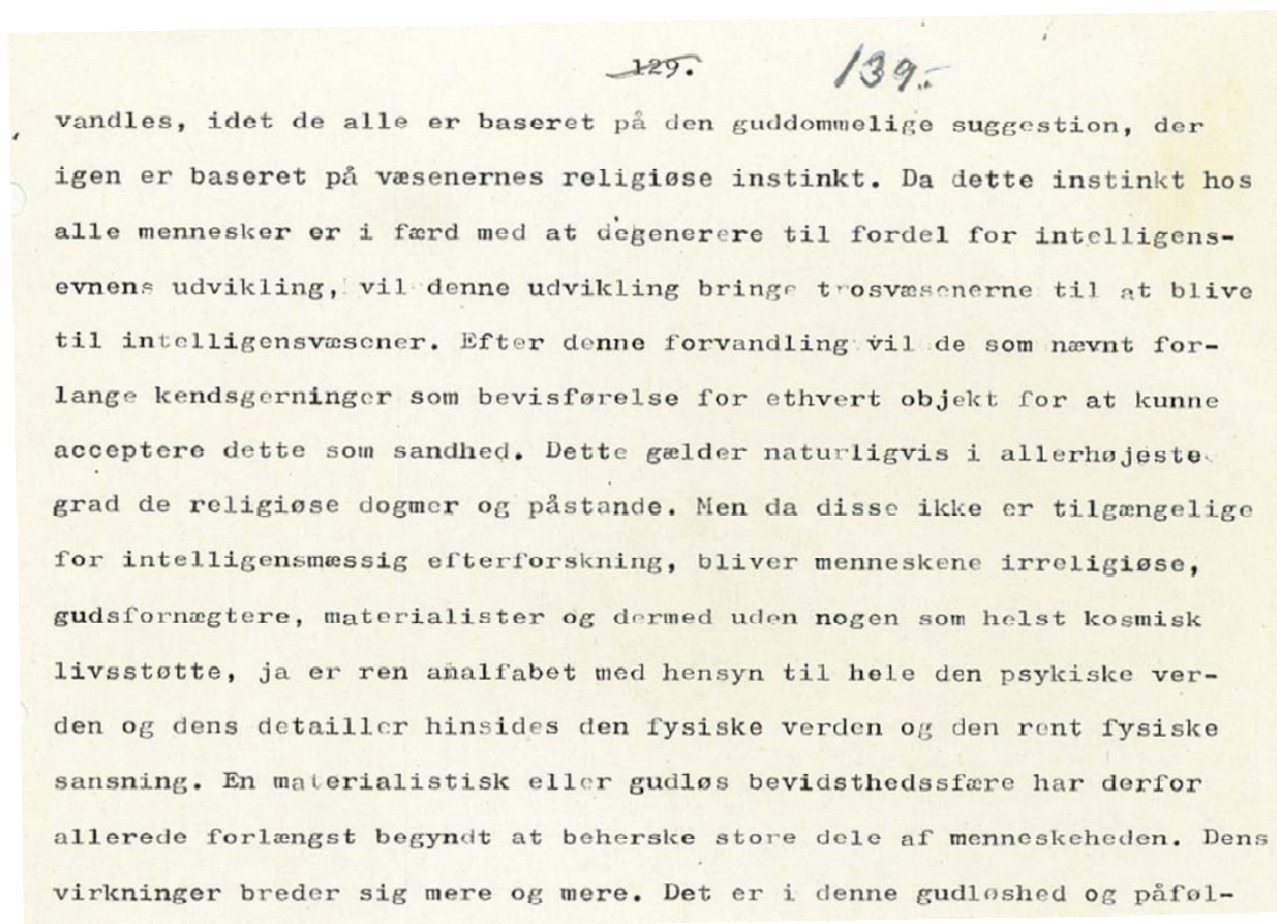 129. 139.-
vandles, idet de alle er baseret på den guddommelige suggestion, der
igen er baseret på væsenernes religiøse instinkt. Da dette instinkt hos
alle mennesker er i færd med at degenerere til fordel for intelligens-
evnens udvikling, vil denne udvikling bringe trosvæsenerne til at blive
til intelligensvæsener. Efter denne forvandling vil de som nævnt for-
lange kendsgerninger som bevisførelse for ethvert objekt for at kunne
acceptere dette som sandhed. Dette gælder naturligvis i allerhøjeste
grad de religiøse dogmer og påstande. Men da disse ikke er tilgængelige
for intelligensmæssig efterforskning, bliver menneskene irreligiøse,
gudsfornægtere, materialister og dermed uden nogen som helst kosmisk
livsstøtte, ja er ren analfabet med hensyn til hele den psykiske ver-
den og dens detailler hinsides den fysiske verden og den rent fysiske
sansning. En materialistisk eller gudløs bevidsthedssfære har derfor
allerede forlængst begyndt at beherske store dele af menneskeheden. Dens
virkninger breder sig mere og mere. Det er i denne gudløshed og påføl-